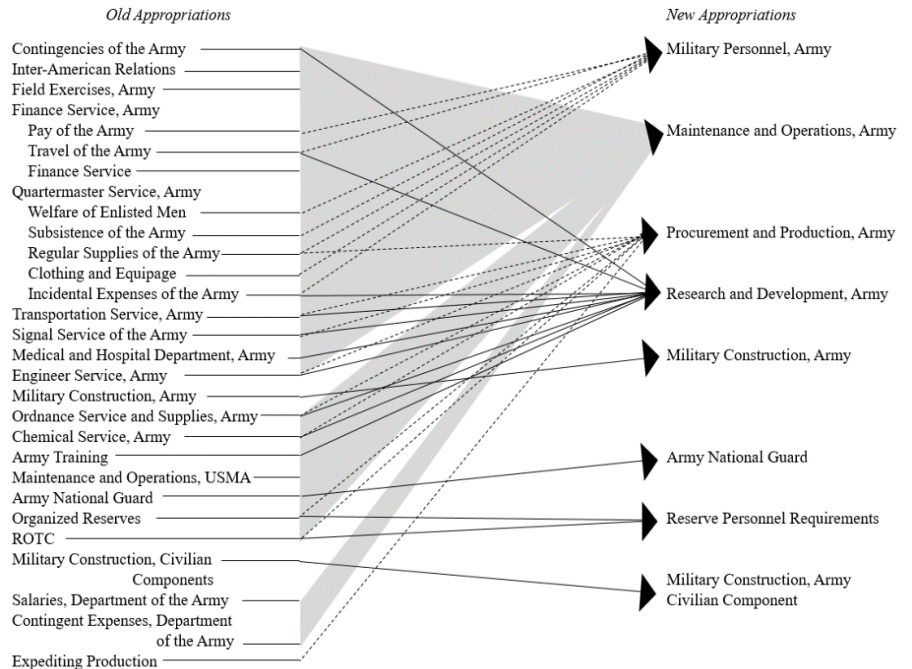 Old Appropriations
New Appropriations
Contingencies of the Army
Inter-American Relations
Field Exercises, Army
Finance Service, Army
Pay of the Army
Travel of the Army
Finance Service
Quartermaster Service, Army
Welfare of Enlisted Men
Subsistence of the Army
Regular Supplies of the Army
Clothing and Equipage
Incidental Expenses of the Army
Transportation Service, Army
Signal Service of the Army
Medical and Hospital Department, Army
Engineer Service, Army
Military Construction, Army
Ordnance Service and Supplies, Army
Chemical Service, Army
Army Training
Maintenance and Operations, USMA
Army National Guard
Organized Reserves
ROTC
Military Construction, Civilian
Components
Salaries, Department of the Army
Contingent Expenses, Department
of the Army
Expediting Production
Military Personnel, Army
Maintenance and Operations, Army
Procurement and Production, Army
Research and Development, Army
Military Construction, Army
Army National Guard
Reserve Personnel Requirements
Military Construction, Army
Civilian Component